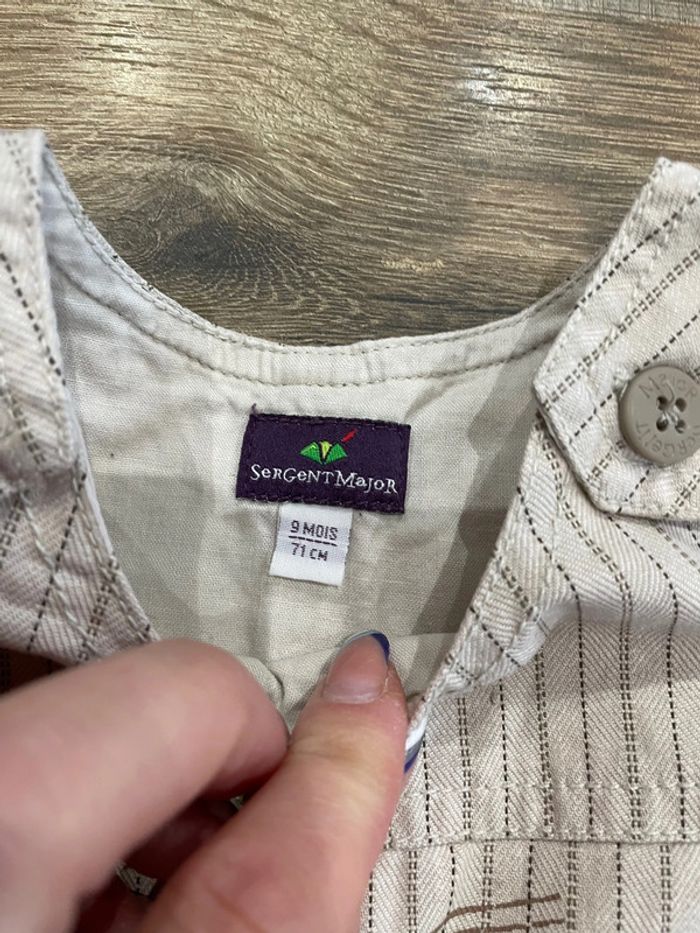 SeRGeNTMajoR
9 MOIS
71 CM